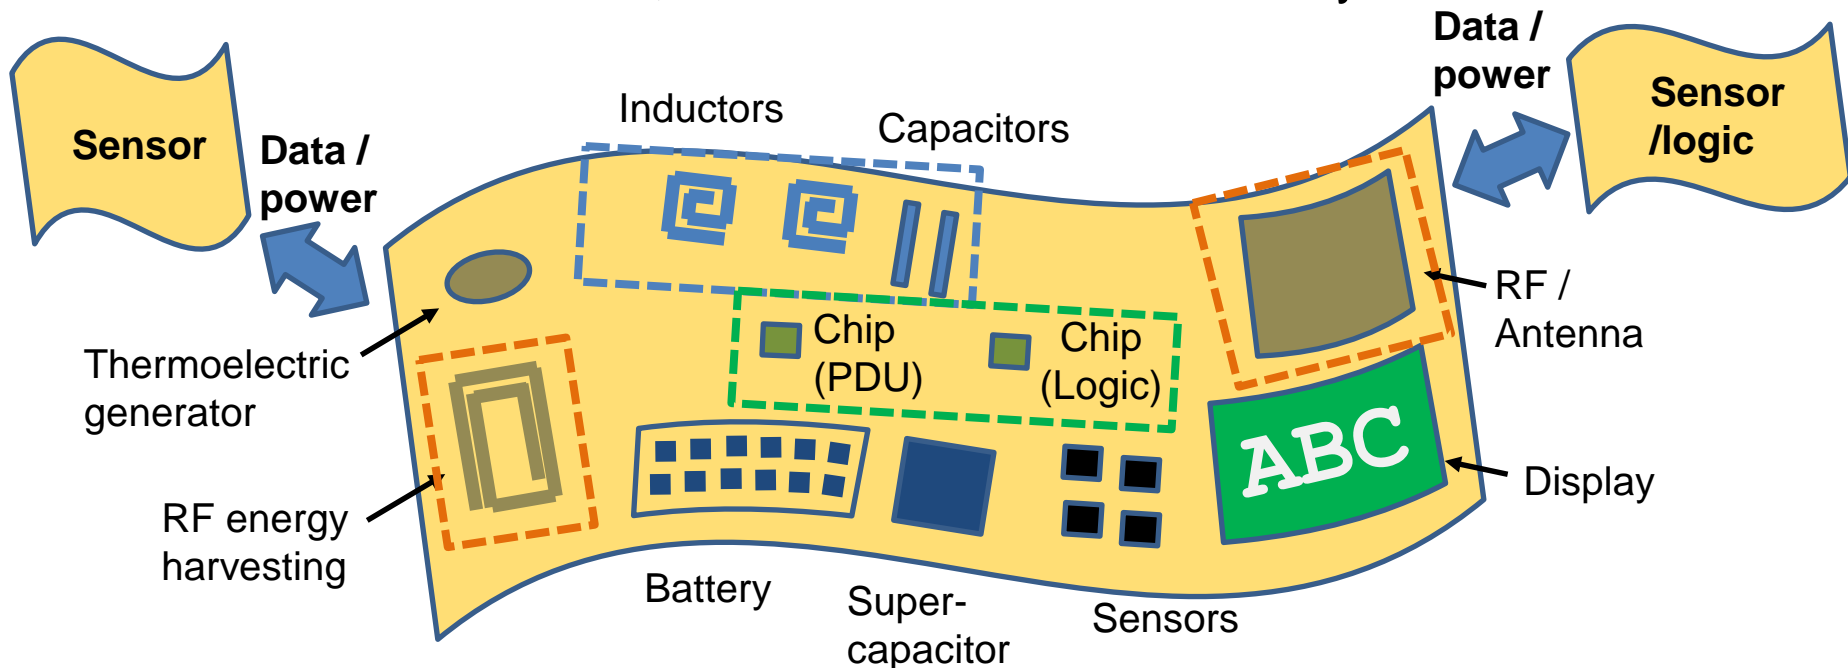 Data /
power
Sensor
/logic
Sensor
Data /
power
Inductors
Capacitors
RF /
Antenna
Chip
(PDU)
Chip
(Logic)
Thermoelectric
generator
ABC
Display
RF energy
harvesting
Battery
Super-
capacitor
Sensors